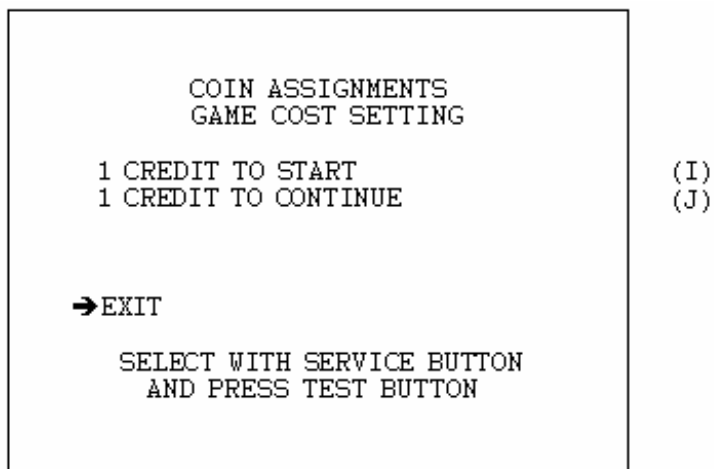 COIN ASSIGNMENTS
GAME COST SETTING
1 CREDIT TO START (I)
1 CREDIT TO CONTINUE (J)
➔EXIT
SELECT WITH SERVICE BUTTON
AND PRESS TEST BUTTON